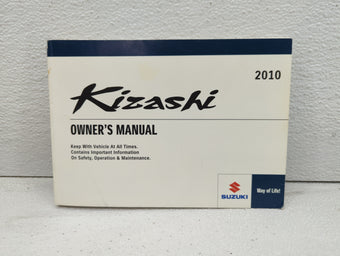 2010
Kizashi
OWNER'S MANUAL
Keep With Vehicle At All Times.
Contains Important Information
On Safety, Operation & Maintenance.
SUZUKI
Way of Life!